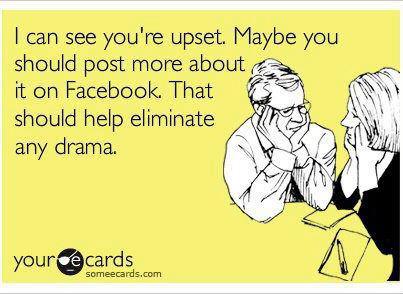 I can see you're upset. Maybe you
should post more about
it on Facebook. That
should help eliminate
any drama.
your e cards
someecards.com